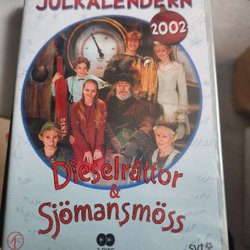 JULKALENDERN
2002
Dieselråttor
&
Sjömansmöss
svt